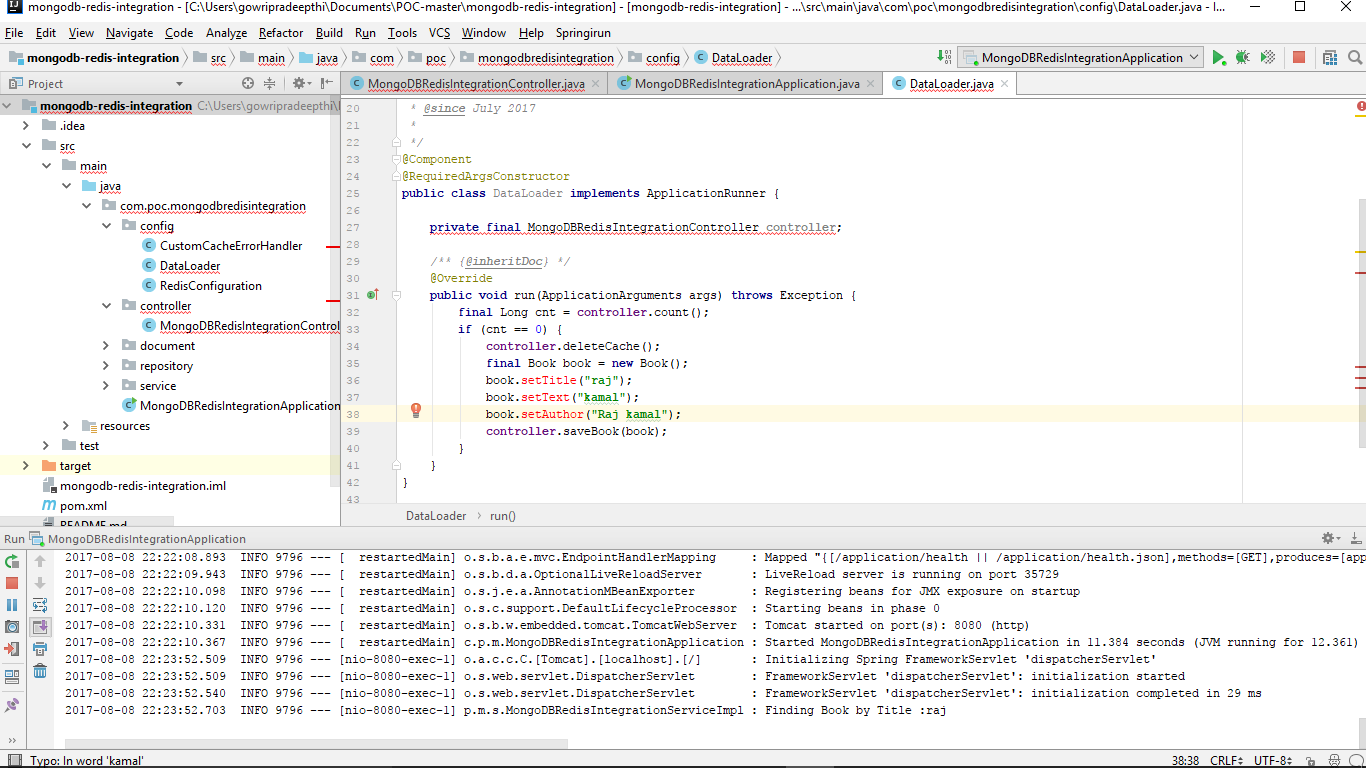 mongodb-redis-integration - [C:\Users\gowripradeepthi\Documents\POC-master\mongodb-redis-integration] - [mongodb-redis-integration] - ...\src\main\java\com\poc\mongodbredisintegration\config\DataLoader.java - I...
File Edit View Navigate Code Analyze Refactor Build Run Tools VCS Window Help Springirun
mongodb-redis-integration src main java com poc mongodbredisintegration config DataLoader MongoDBRedisIntegrationApplication
Project MongoDBRedisIntegrationController.java MongoDBRedisIntegrationApplication.java DataLoader.java
mongodb-redis-integration C:\Users\gowripradeepthi\
.idea
src
main
java
com.poc.mongodbredisintegration
config
CustomCacheErrorHandler
DataLoader
RedisConfiguration
controller
MongoDBRedisIntegrationControl
document
repository
service
MongoDBRedisIntegrationApplication
resources
test
target
mongodb-redis-integration.iml
pom.xml
README.md
20 * @since July 2017
21 *
22 */
23 @Component
24 @RequiredArgsConstructor
25 public class DataLoader implements ApplicationRunner {
26
27 private final MongoDBRedisIntegrationController controller;
28
29 /** {@inheritDoc} */
30 @Override
31 public void run(ApplicationArguments args) throws Exception {
32 final Long cnt = controller.count();
33 if (cnt == 0) {
34 controller.deleteCache();
35 final Book book = new Book();
36 book.setTitle("raj");
37 book.setText("kamal");
38 book.setAuthor("Raj kamal");
39 controller.saveBook(book);
40 }
41 }
42 }
43
DataLoader run()
Run MongoDBRedisIntegrationApplication
2017-08-08 22:22:08.893 INFO 9796 --- [ restartedMain] o.s.b.a.e.mvc.EndpointHandlerMapping : Mapped "{[/application/health || /application/health.json],methods=[GET],produces=[app
2017-08-08 22:22:09.943 INFO 9796 --- [ restartedMain] o.s.b.d.a.OptionalLiveReloadServer : LiveReload server is running on port 35729
2017-08-08 22:22:10.098 INFO 9796 --- [ restartedMain] o.s.j.e.a.AnnotationMBeanExporter : Registering beans for JMX exposure on startup
2017-08-08 22:22:10.120 INFO 9796 --- [ restartedMain] o.s.c.support.DefaultLifecycleProcessor : Starting beans in phase 0
2017-08-08 22:22:10.331 INFO 9796 --- [ restartedMain] o.s.b.w.embedded.tomcat.TomcatWebServer : Tomcat started on port(s): 8080 (http)
2017-08-08 22:22:10.367 INFO 9796 --- [ restartedMain] c.p.m.MongoDBRedisIntegrationApplication : Started MongoDBRedisIntegrationApplication in 11.384 seconds (JVM running for 12.361)
2017-08-08 22:23:52.509 INFO 9796 --- [nio-8080-exec-1] o.a.c.c.C.[Tomcat].[localhost].[/] : Initializing Spring FrameworkServlet 'dispatcherServlet'
2017-08-08 22:23:52.509 INFO 9796 --- [nio-8080-exec-1] o.s.web.servlet.DispatcherServlet : FrameworkServlet 'dispatcherServlet': initialization started
2017-08-08 22:23:52.540 INFO 9796 --- [nio-8080-exec-1] o.s.web.servlet.DispatcherServlet : FrameworkServlet 'dispatcherServlet': initialization completed in 29 ms
2017-08-08 22:23:52.703 INFO 9796 --- [nio-8080-exec-1] p.m.s.MongoDBRedisIntegrationServiceImpl : Finding Book by Title :raj
Typo: In word 'kamal' 38:38 CRLF UTF-8